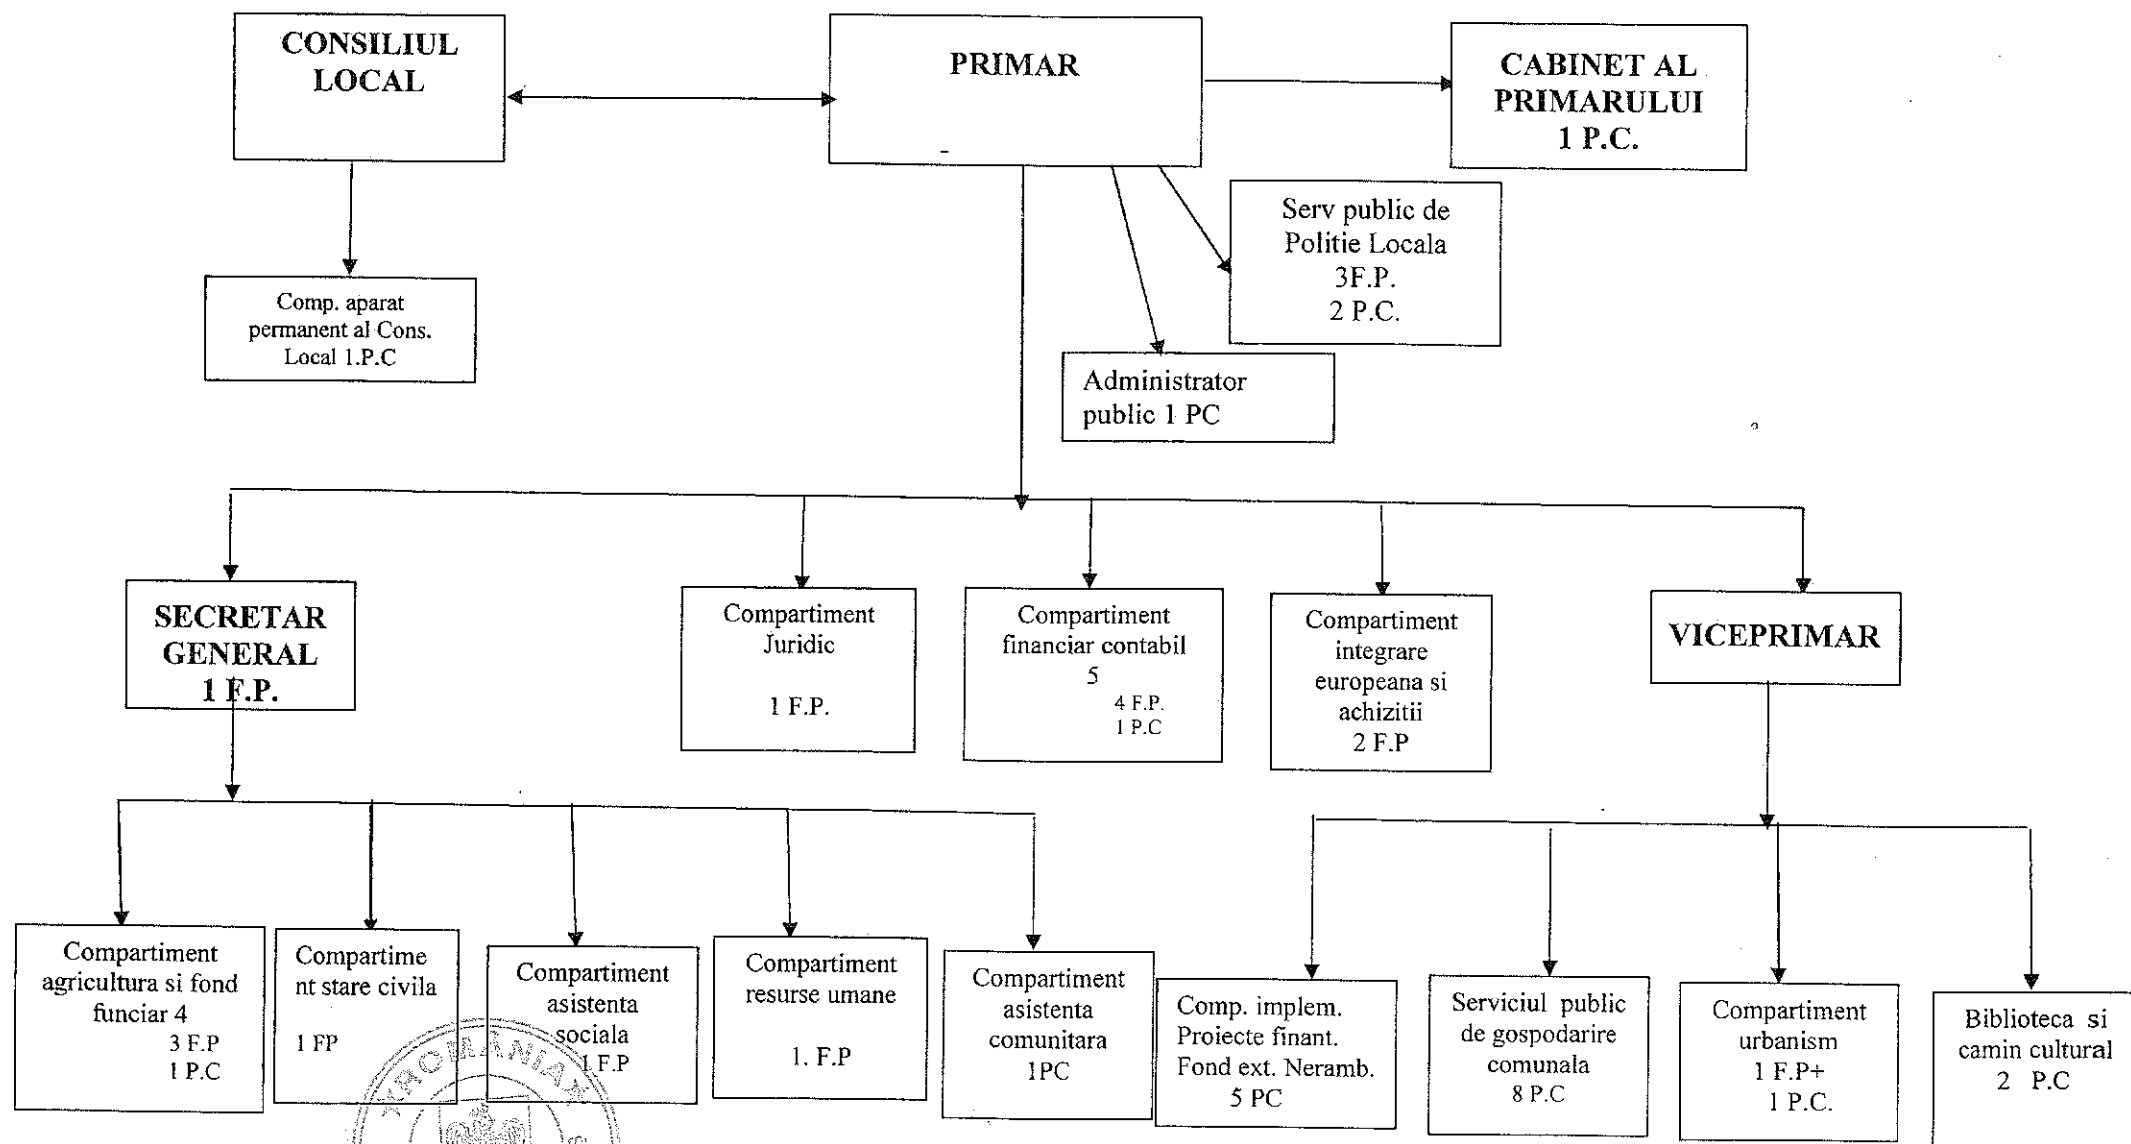 CONSILIUL
LOCAL
PRIMAR
CABINET AL
PRIMARULUI
1 P.C.
Serv public de
Politie Locala
3F.P.
2 P.C.
Comp. aparat
permanent al Cons.
Local 1.P.C
Administrator
public 1 PC
SECRETAR
GENERAL
1 F.P.
Compartiment
Juridic
1 F.P.
Compartiment
financiar contabil
5
4 F.P.
1 P.C
Compartiment
integrare
europeana si
achizitii
2 F.P
VICEPRIMAR
Compartiment
agricultura si fond
funciar 4
3 F.P
1 P.C
Compartime
nt stare civila
1 FP
Compartiment
asistenta
sociala
1 F.P
Compartiment
resurse umane
1. F.P
Compartiment
asistenta
comunitara
1PC
Comp. implem.
Proiecte finant.
Fond ext. Neramb.
5 PC
Serviciul public
de gospodarire
comunala
8 P.C
Compartiment
urbanism
1 F.P+
1 P.C.
Biblioteca si
camin cultural
2 P.C
ROMÂNIA